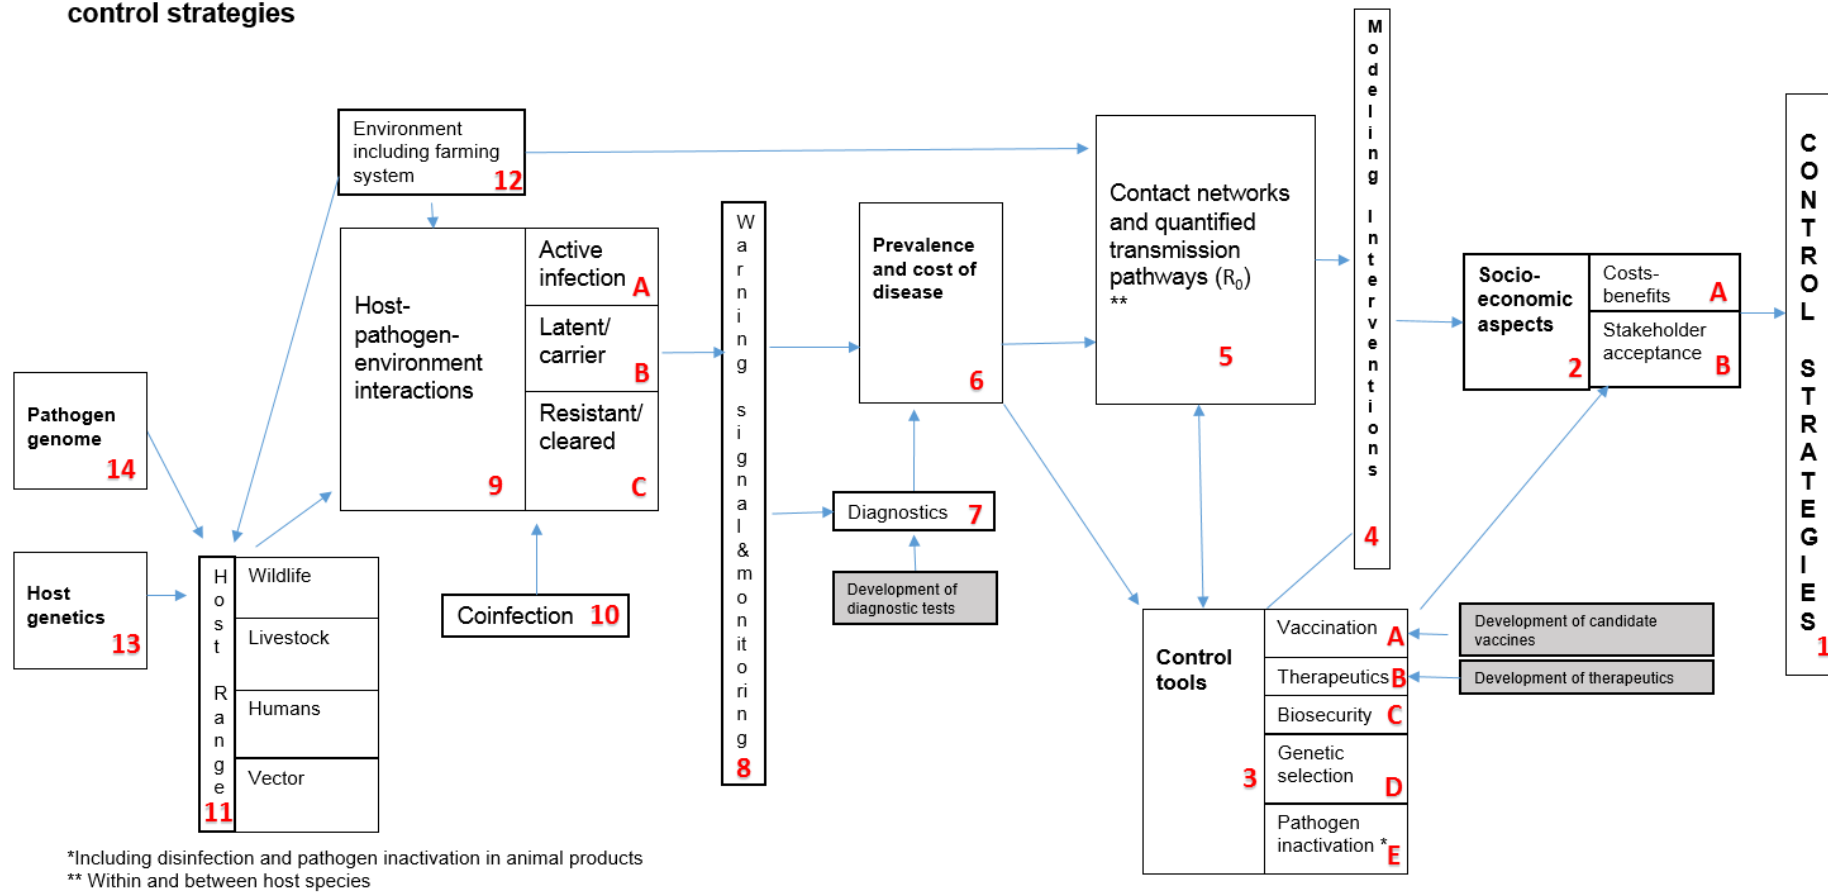 control strategies
Environment
including farming
system
12
Host-
pathogen-
environment
interactions
9
Active
infection
A
Latent/
carrier
B
Resistant/
cleared
C
Pathogen
genome
14
Host
genetics
13
Host Range
11
Wildlife
Livestock
Humans
Vector
Coinfection 10
Warning signal & monitoring
8
Prevalence
and cost of
disease
6
Diagnostics 7
Development of
diagnostic tests
Contact networks
and quantified
transmission
pathways (R0)
**
5
Modeling Interventions
4
Control
tools
3
Vaccination A
Therapeutics B
Biosecurity C
Genetic
selection
D
Pathogen
inactivation *
E
Development of candidate
vaccines
Development of therapeutics
Socio-
economic
aspects
2
Costs-
benefits
A
Stakeholder
acceptance
B
CONTROL STRATEGIES
1
*Including disinfection and pathogen inactivation in animal products
** Within and between host species